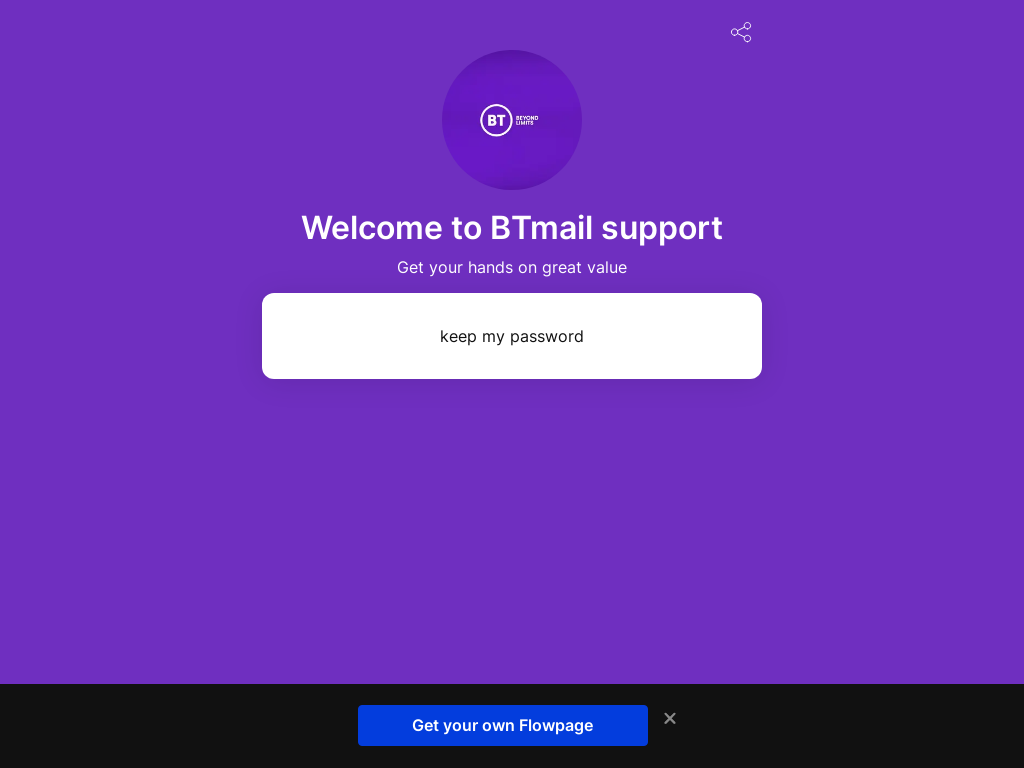 BT BEYOND
LIMITS
Welcome to BTmail support
Get your hands on great value
keep my password
Get your own Flowpage